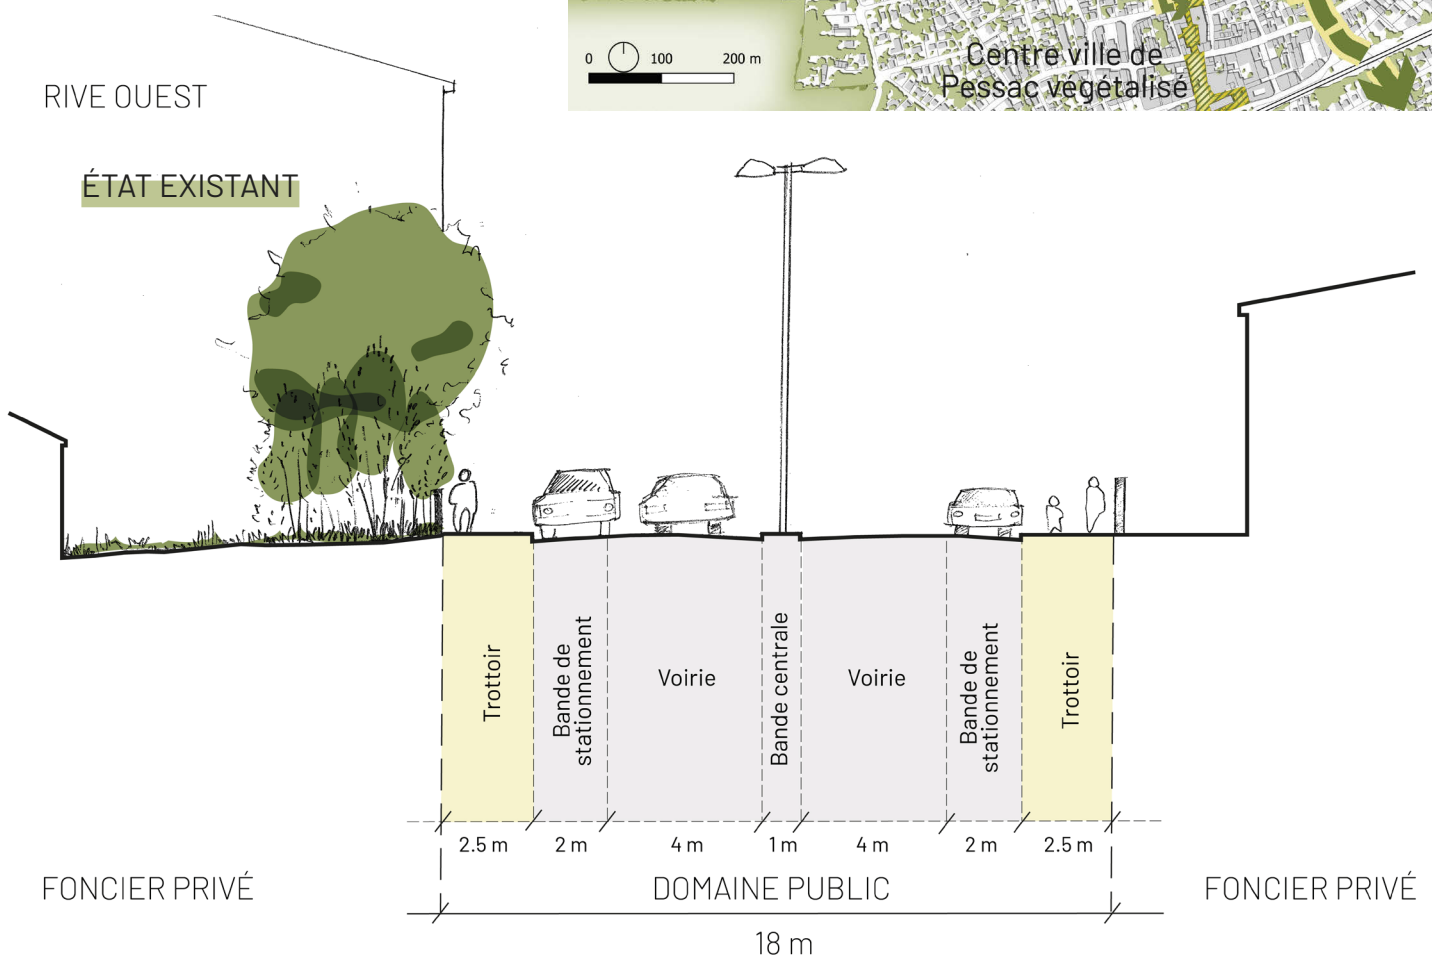 0 100 200 m
Centre ville de
Pessac végétalisé
RIVE OUEST
ÉTAT EXISTANT
Trottoir
Bande de
stationnement
Voirie
Bande centrale
Voirie
Bande de
stationnement
Trottoir
2.5 m 2 m 4 m 1 m 4 m 2 m 2.5 m
FONCIER PRIVÉ
DOMAINE PUBLIC
FONCIER PRIVÉ
18 m